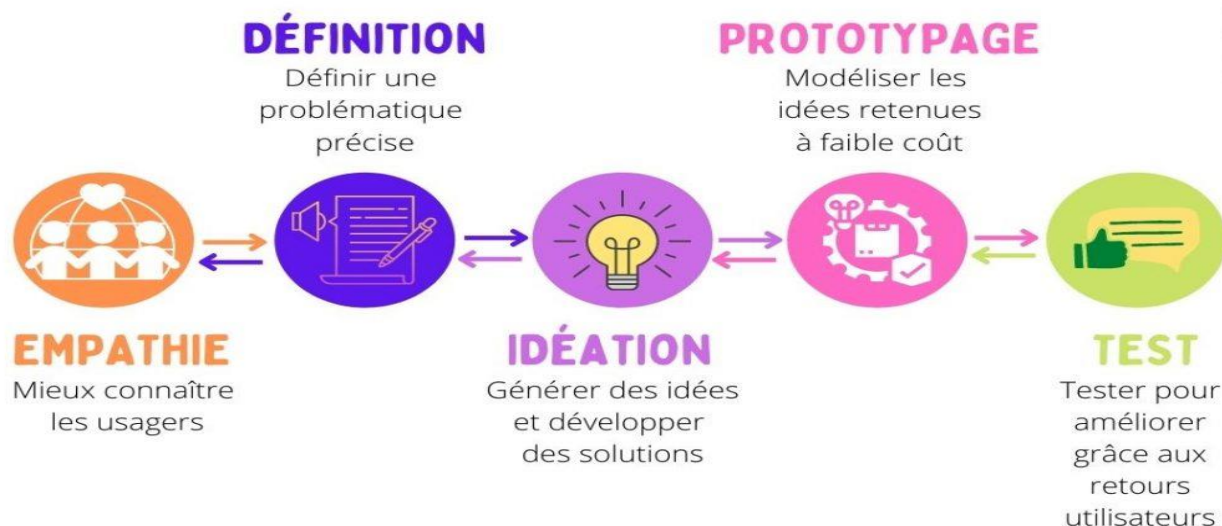 DÉFINITION
Définir une
problématique
précise
PROTOTYPAGE
Modéliser les
idées retenues
à faible coût
EMPATHIE
Mieux connaître
les usagers
IDÉATION
Générer des idées
et développer
des solutions
TEST
Tester pour
améliorer
grâce aux
retours
utilisateurs